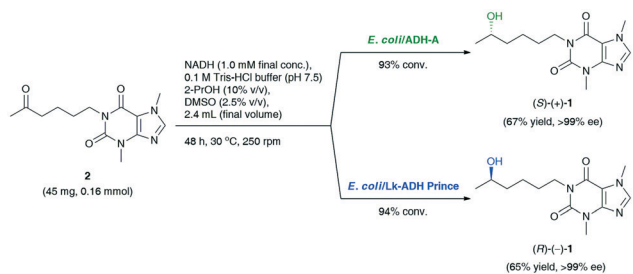 O
O
N
N
CH
O
N
N
2
(45 mg, 0.16 mmol)
NADH (1.0 mM final conc.),
0.1 M Tris-HCl buffer (pH 7.5)
2-PrOH (10% v/v),
DMSO (2.5% v/v),
2.4 mL (final volume)
48 h, 30 °C, 250 rpm
E. coli/ADH-A
93% conv.
OH
O
N
N
O
N
N
(S)-(+)-1
(67% yield, >99% ee)
E. coli/Lk-ADH Prince
94% conv.
OH
O
N
N
O
N
N
(R)-(−)-1
(65% yield, >99% ee)